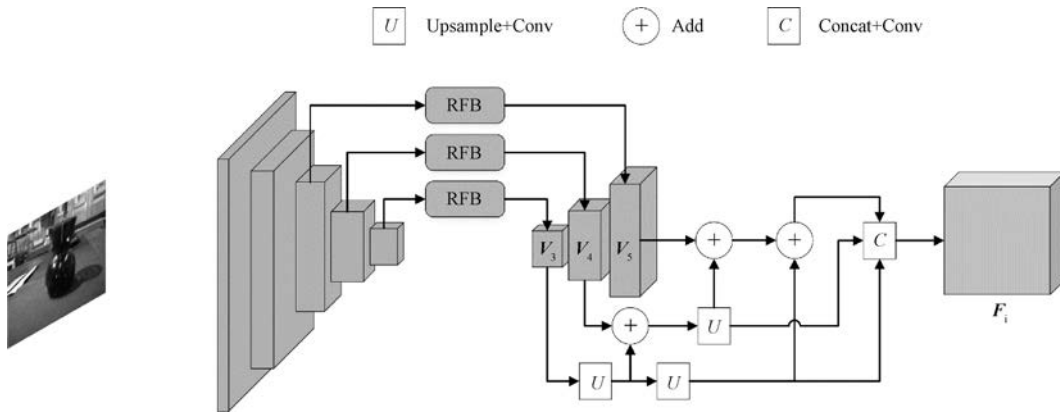 U Upsample+Conv + Add C Concat+Conv
RFB
RFB
RFB
V3 V4 V5
+ + C
Fi
+ U
U U